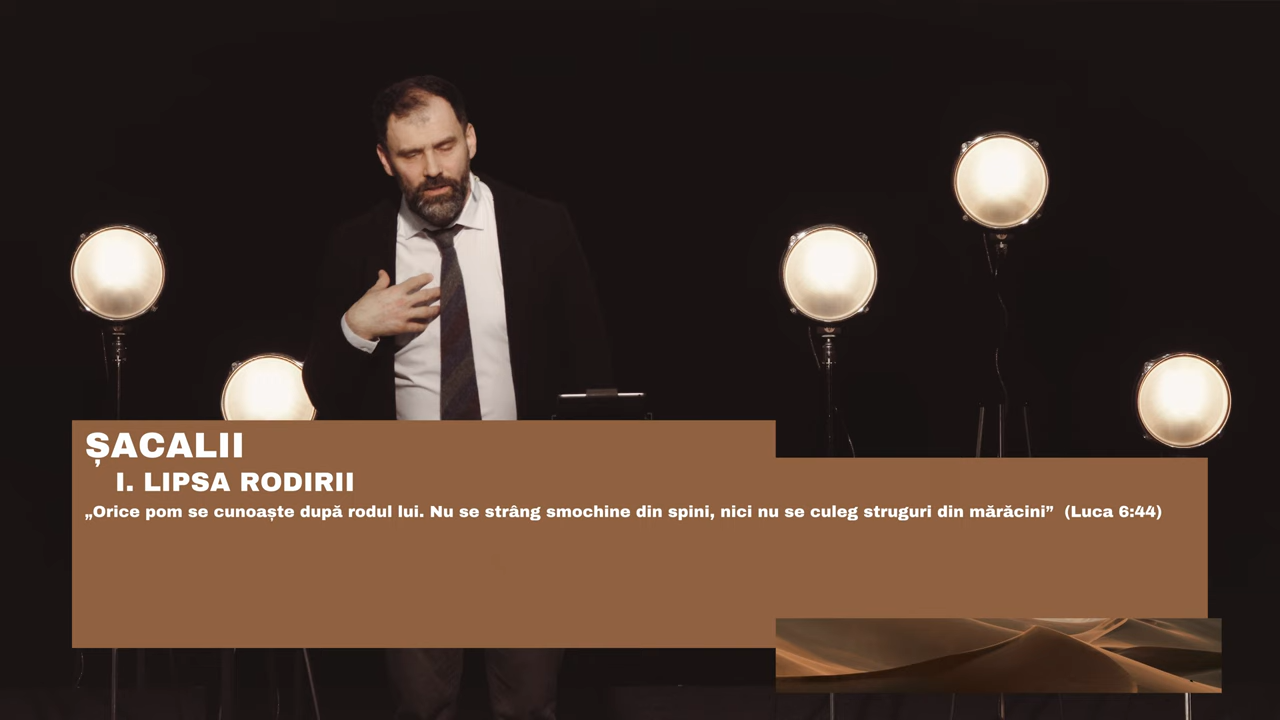 ȘACALII
I. LIPSA RODIRII
„Orice pom se cunoaște după rodul lui. Nu se strâng smochine din spini, nici nu se culeg struguri din mărăcini” (Luca 6:44)